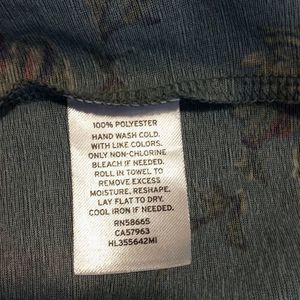 100% POLYESTER
HAND WASH COLD.
WITH LIKE COLORS.
ONLY NON-CHLORINE
BLEACH IF NEEDED.
ROLL IN TOWEL TO
REMOVE EXCESS
MOISTURE, RESHAPE.
LAY FLAT TO DRY.
COOL IRON IF NEEDED.
RN58665
CA57963
HL355642MI